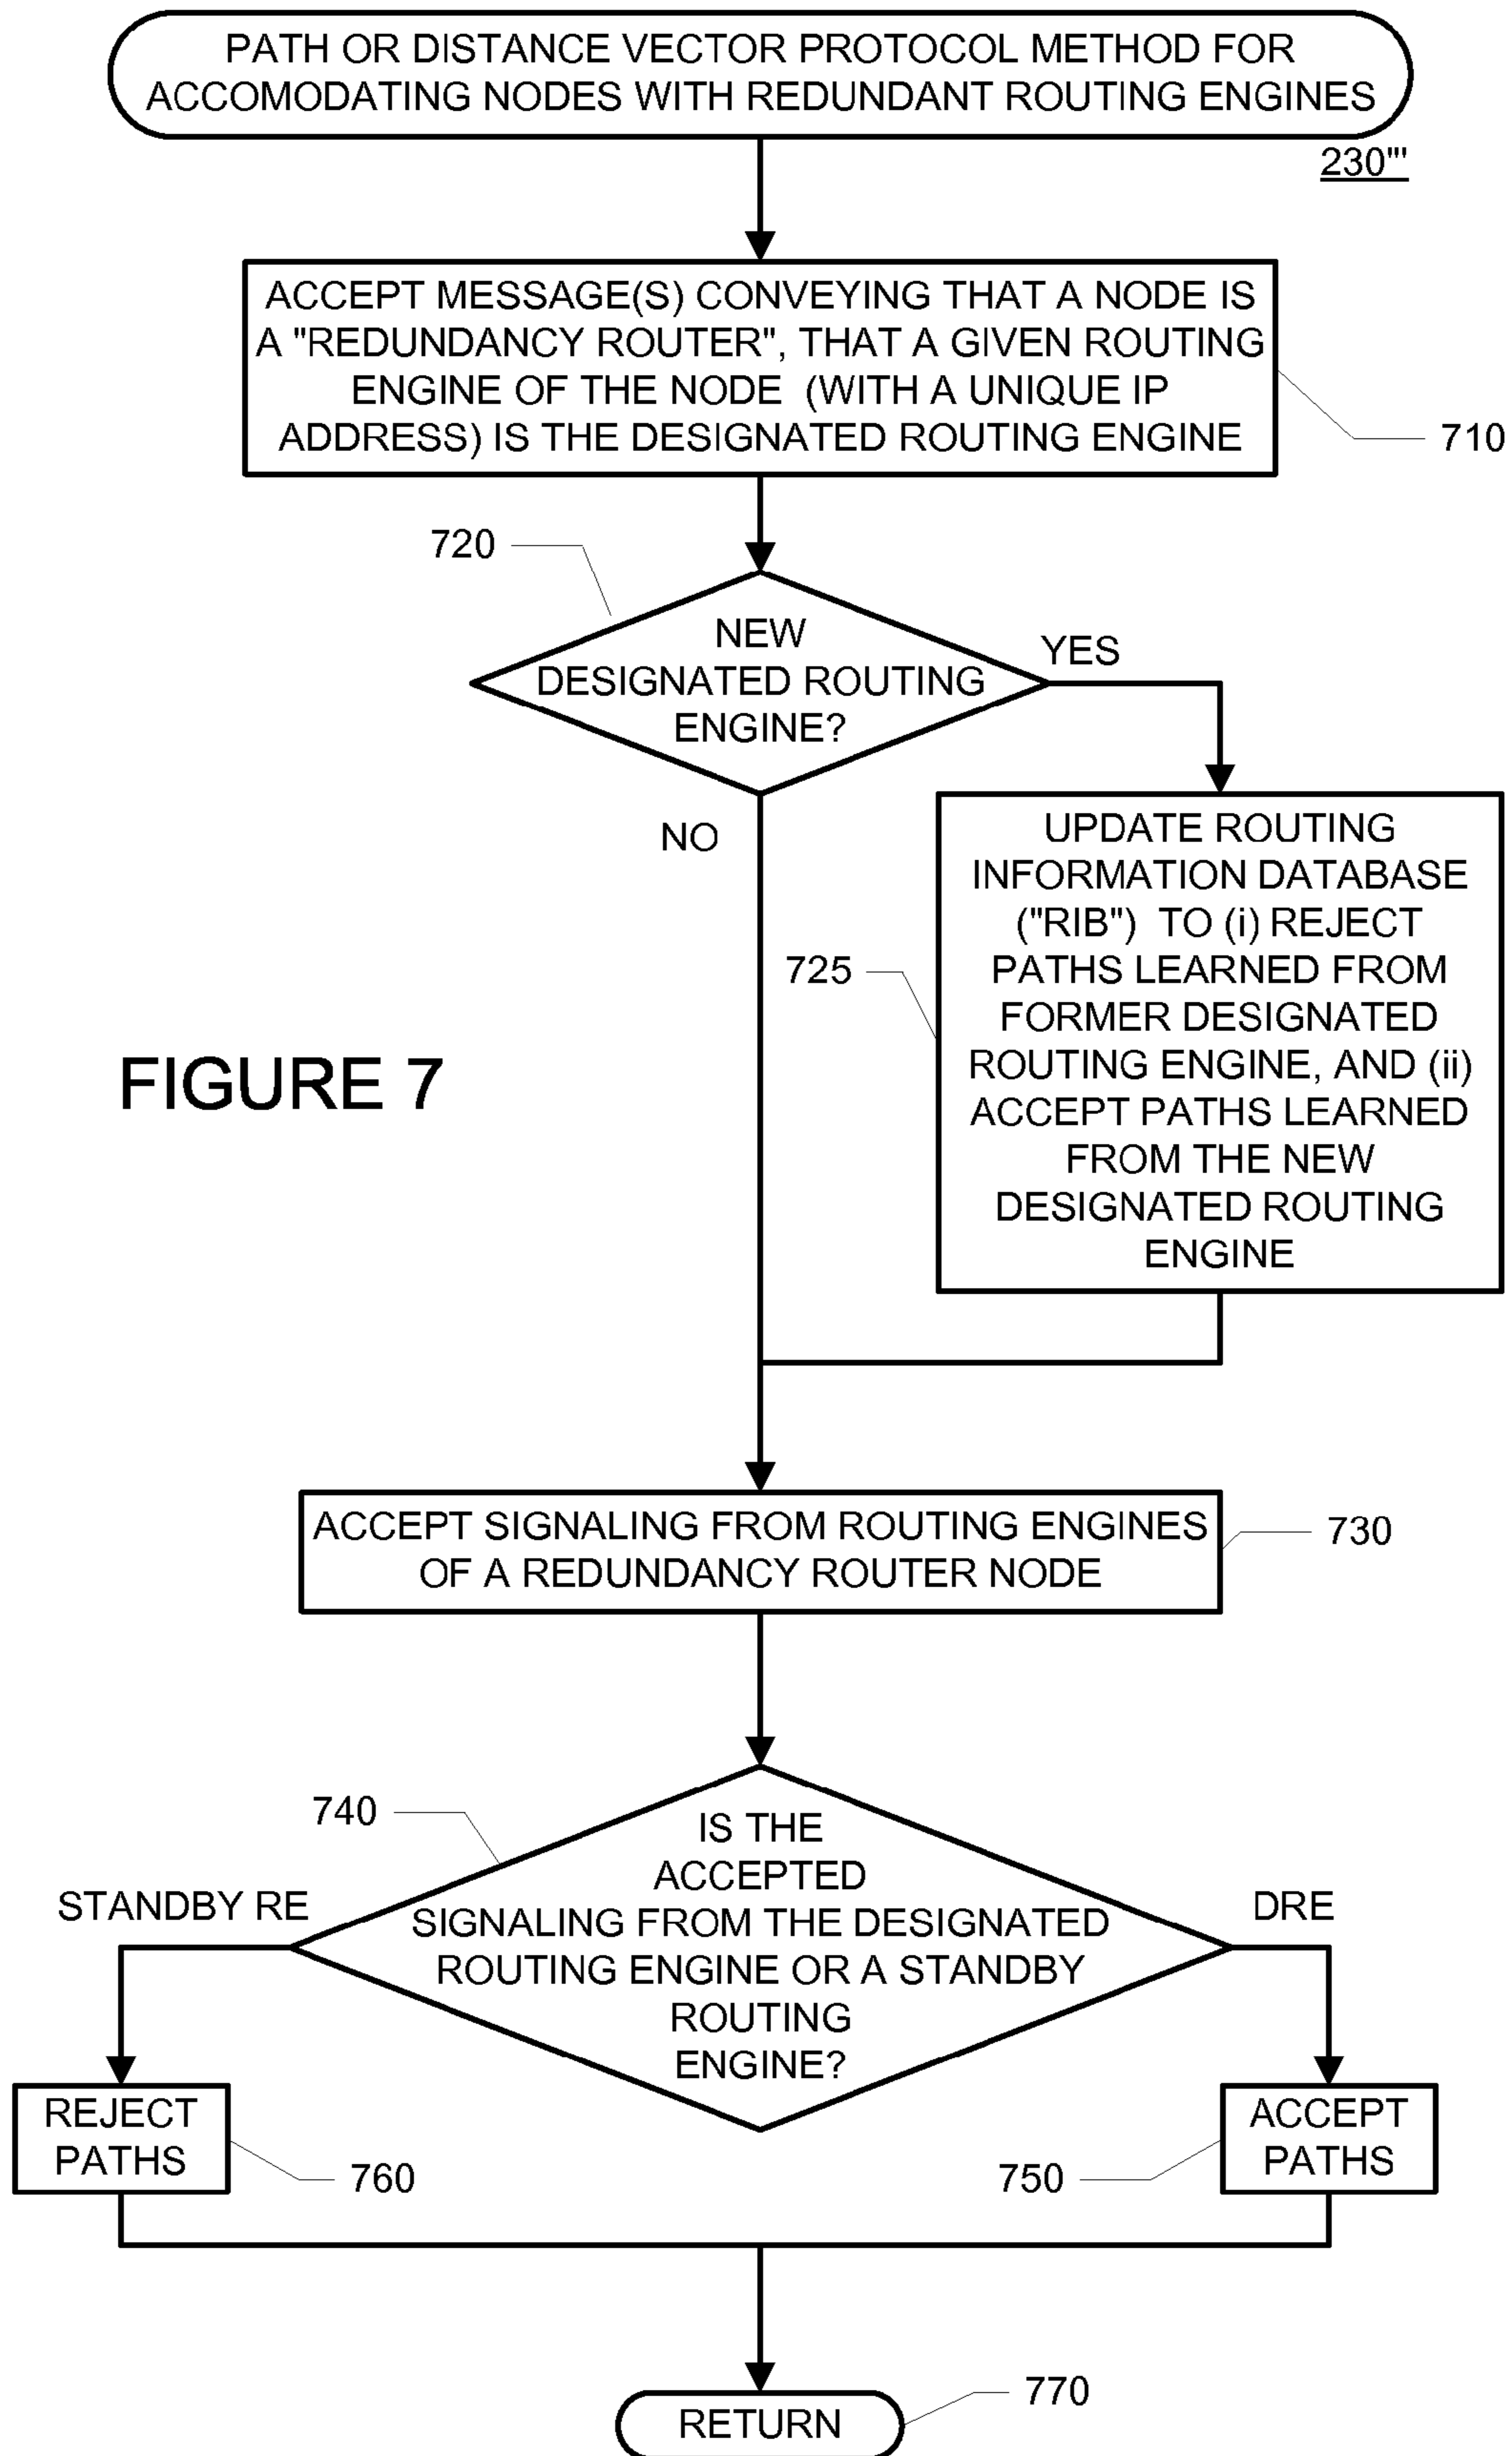 PATH OR DISTANCE VECTOR PROTOCOL METHOD FOR
ACCOMODATING NODES WITH REDUNDANT ROUTING ENGINES
230'''
ACCEPT MESSAGE(S) CONVEYING THAT A NODE IS
A "REDUNDANCY ROUTER", THAT A GIVEN ROUTING
ENGINE OF THE NODE (WITH A UNIQUE IP
ADDRESS) IS THE DESIGNATED ROUTING ENGINE
710
720
NEW
DESIGNATED ROUTING
ENGINE?
YES
NO
UPDATE ROUTING
INFORMATION DATABASE
("RIB") TO (i) REJECT
PATHS LEARNED FROM
FORMER DESIGNATED
ROUTING ENGINE, AND (ii)
ACCEPT PATHS LEARNED
FROM THE NEW
DESIGNATED ROUTING
ENGINE
725
FIGURE 7
ACCEPT SIGNALING FROM ROUTING ENGINES
OF A REDUNDANCY ROUTER NODE
730
740
IS THE
ACCEPTED
SIGNALING FROM THE DESIGNATED
ROUTING ENGINE OR A STANDBY
ROUTING
ENGINE?
STANDBY RE
DRE
REJECT
PATHS
760
750
ACCEPT
PATHS
770
RETURN